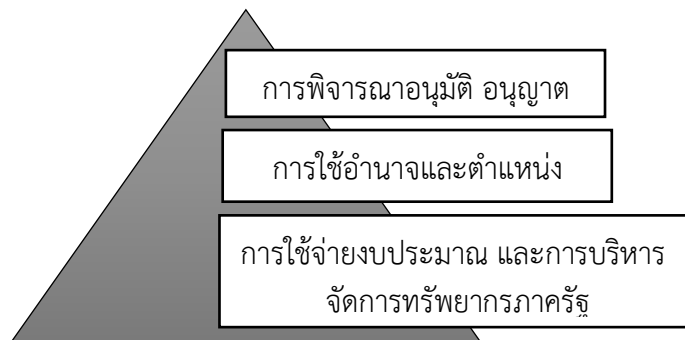 การพิจารณาอนุมัติ อนุญาต
การใช้อำนาจและตำแหน่ง
การใช้จ่ายงบประมาณ และการบริหาร
จัดการทรัพยากรภาครัฐ